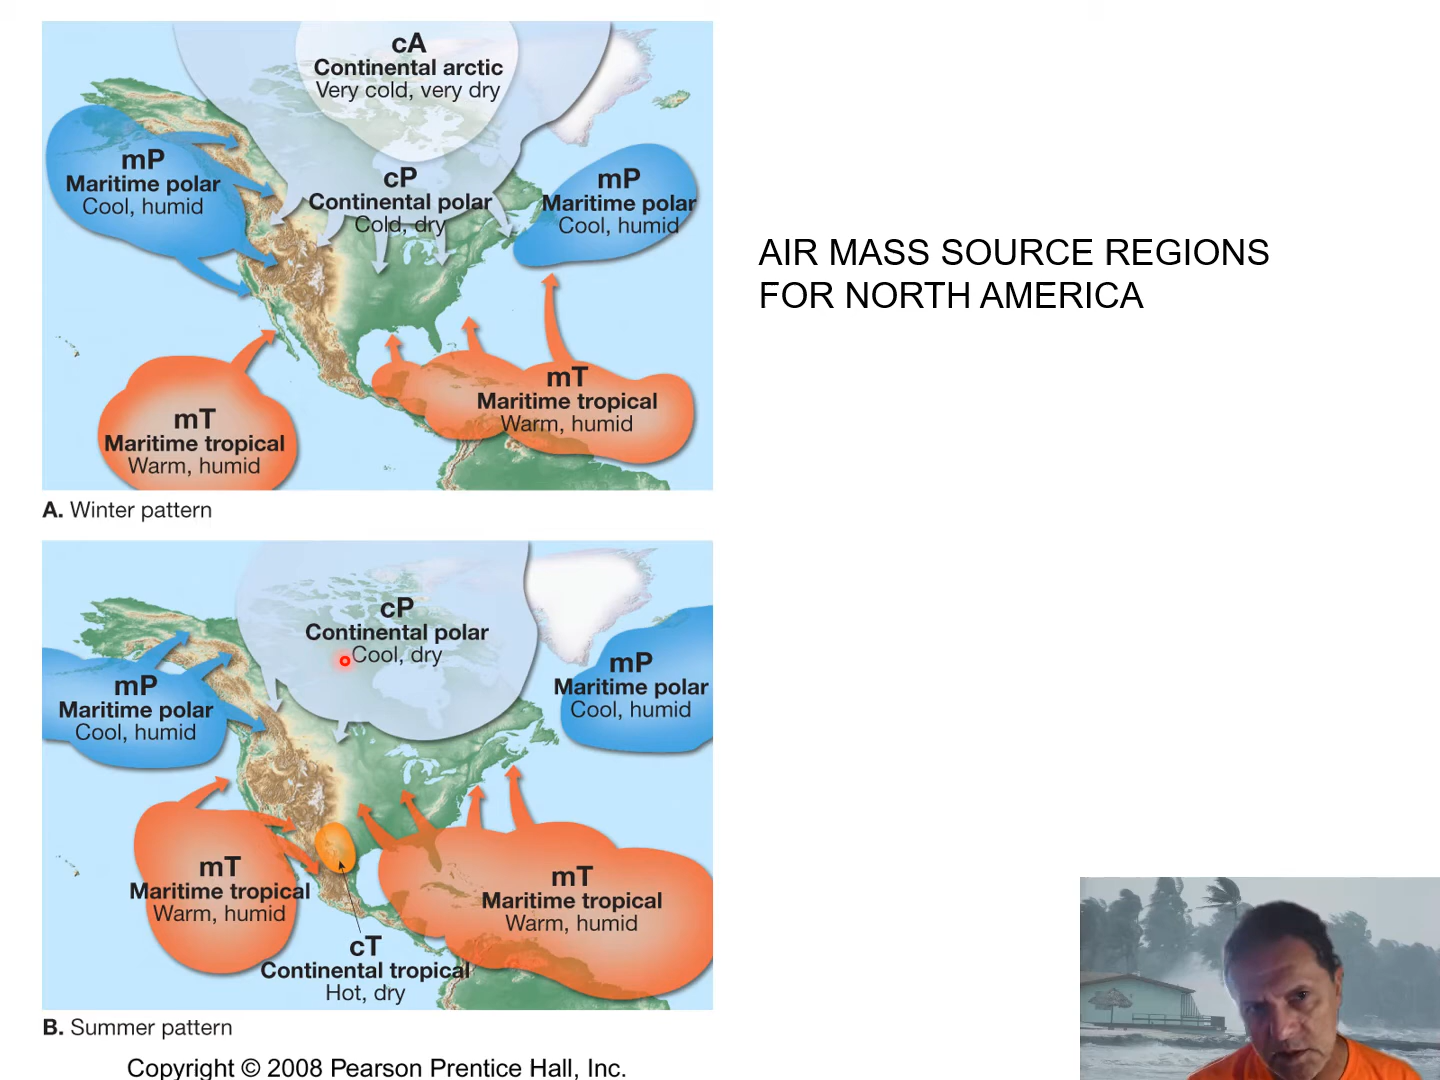 cA
Continental arctic
Very cold, very dry
mP
Maritime polar
Cool, humid
cP
Continental polar
Cold, dry
mP
Maritime polar
Cool, humid
mT
Maritime tropical
Warm, humid
mT
Maritime tropical
Warm, humid
A. Winter pattern
AIR MASS SOURCE REGIONS
FOR NORTH AMERICA
cP
Continental polar
Cool, dry
mP
Maritime polar
Cool, humid
mP
Maritime polar
Cool, humid
mT
Maritime tropical
Warm, humid
mT
Maritime tropical
Warm, humid
cT
Continental tropical
Hot, dry
B. Summer pattern
Copyright © 2008 Pearson Prentice Hall, Inc.